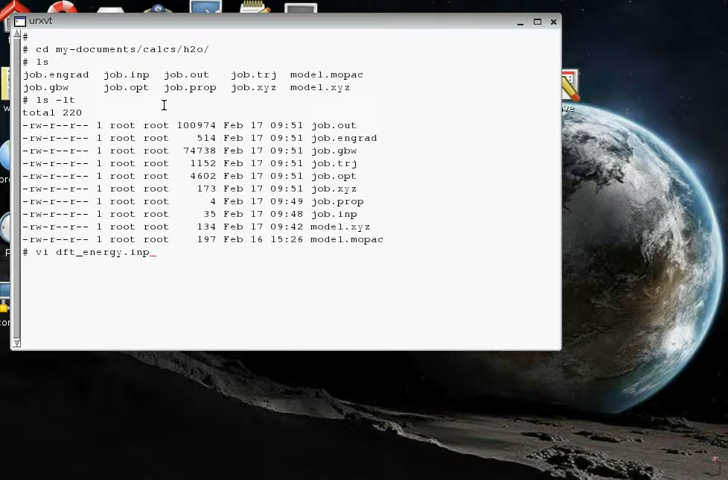 urxvt
#
# cd my-documents/calcs/h2o/
# ls
job.engrad  job.inp  job.out   job.trj  model.mopac
job.gbw     job.opt  job.prop  job.xyz  model.xyz
# ls -lt
total 220
-rw-r--r-- 1 root root 100974 Feb 17 09:51 job.out
-rw-r--r-- 1 root root    514 Feb 17 09:51 job.engrad
-rw-r--r-- 1 root root  74738 Feb 17 09:51 job.gbw
-rw-r--r-- 1 root root   1152 Feb 17 09:51 job.trj
-rw-r--r-- 1 root root   4602 Feb 17 09:51 job.opt
-rw-r--r-- 1 root root    173 Feb 17 09:51 job.xyz
-rw-r--r-- 1 root root      4 Feb 17 09:49 job.prop
-rw-r--r-- 1 root root     35 Feb 17 09:48 job.inp
-rw-r--r-- 1 root root    134 Feb 17 09:42 model.xyz
-rw-r--r-- 1 root root    197 Feb 16 15:26 model.mopac
# vi dft_energy.inp